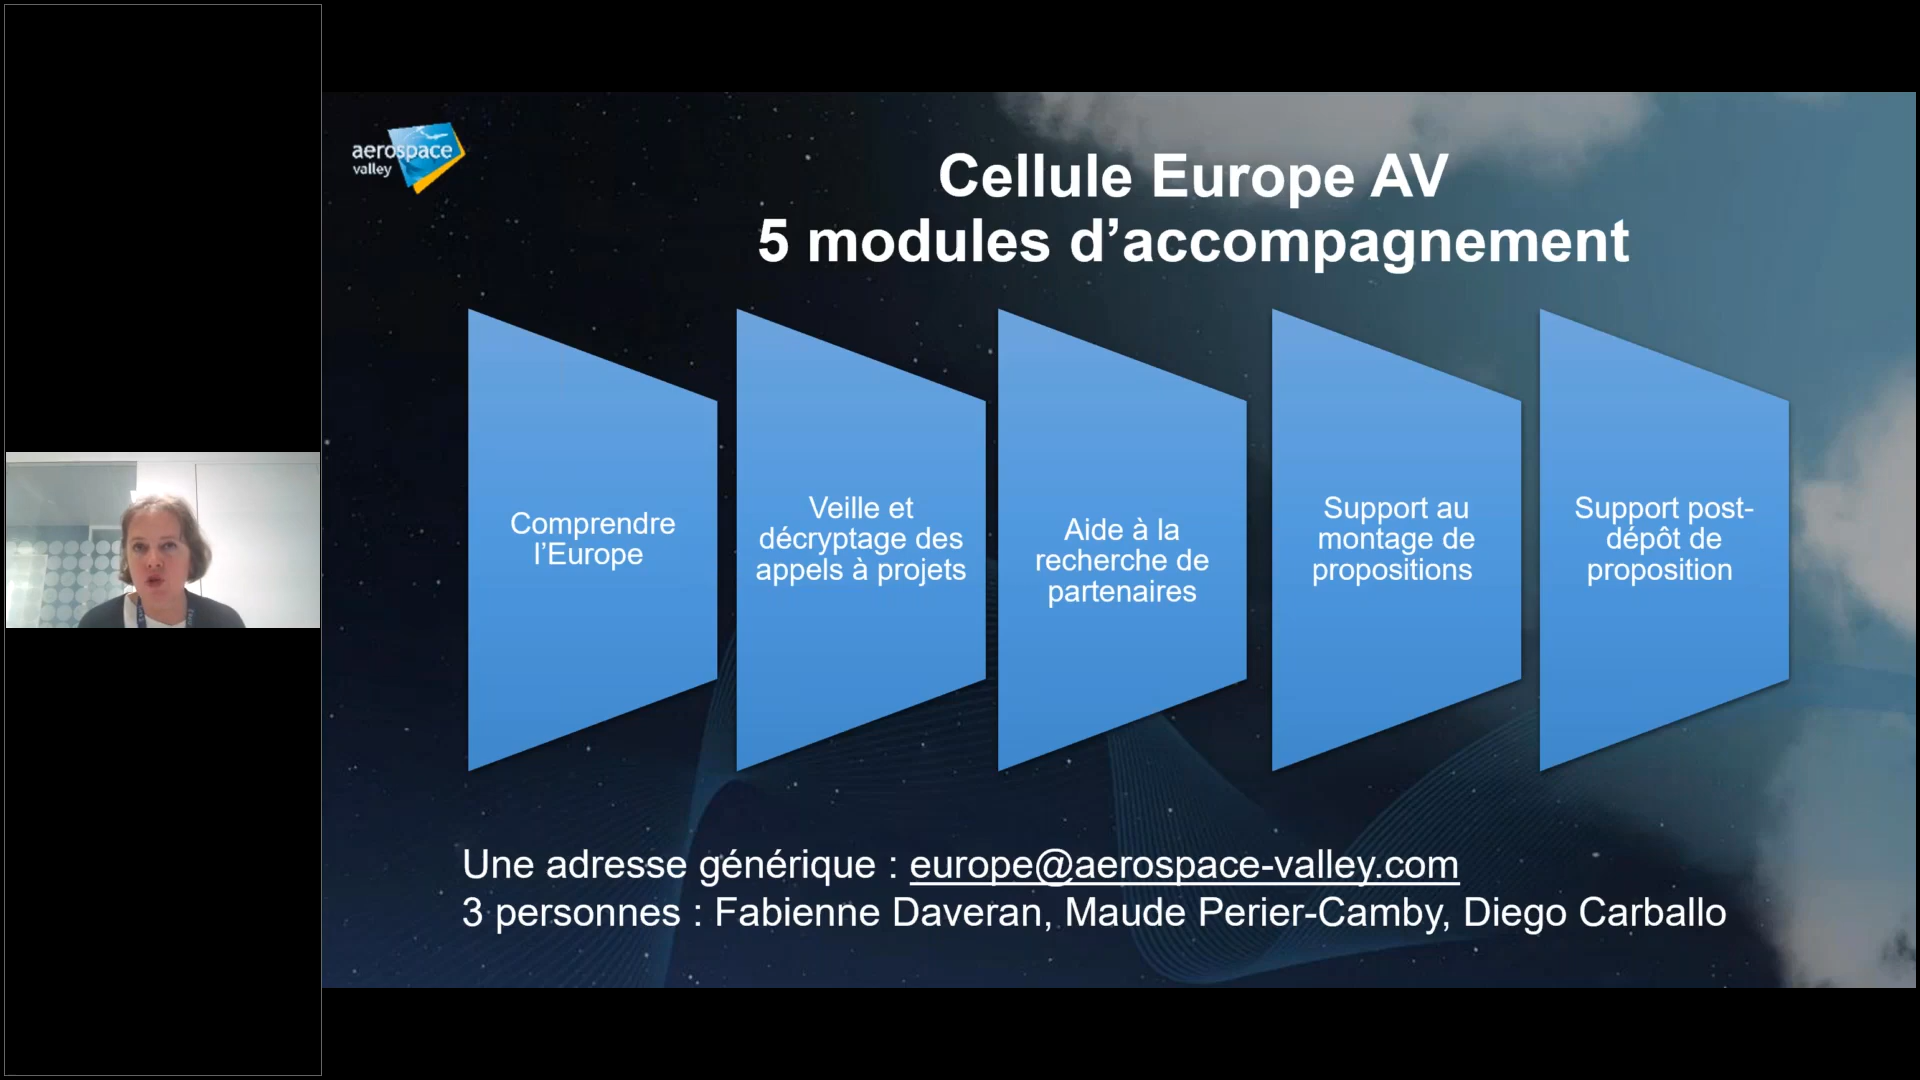 aerospace
valley
Cellule Europe AV
5 modules d’accompagnement
Comprendre
l’Europe
Veille et
décryptage des
appels à projets
Aide à la
recherche de
partenaires
Support au
montage de
propositions
Support post-
dépôt de
proposition
Une adresse générique : europe@aerospace-valley.com
3 personnes : Fabienne Daveran, Maude Perier-Camby, Diego Carballo